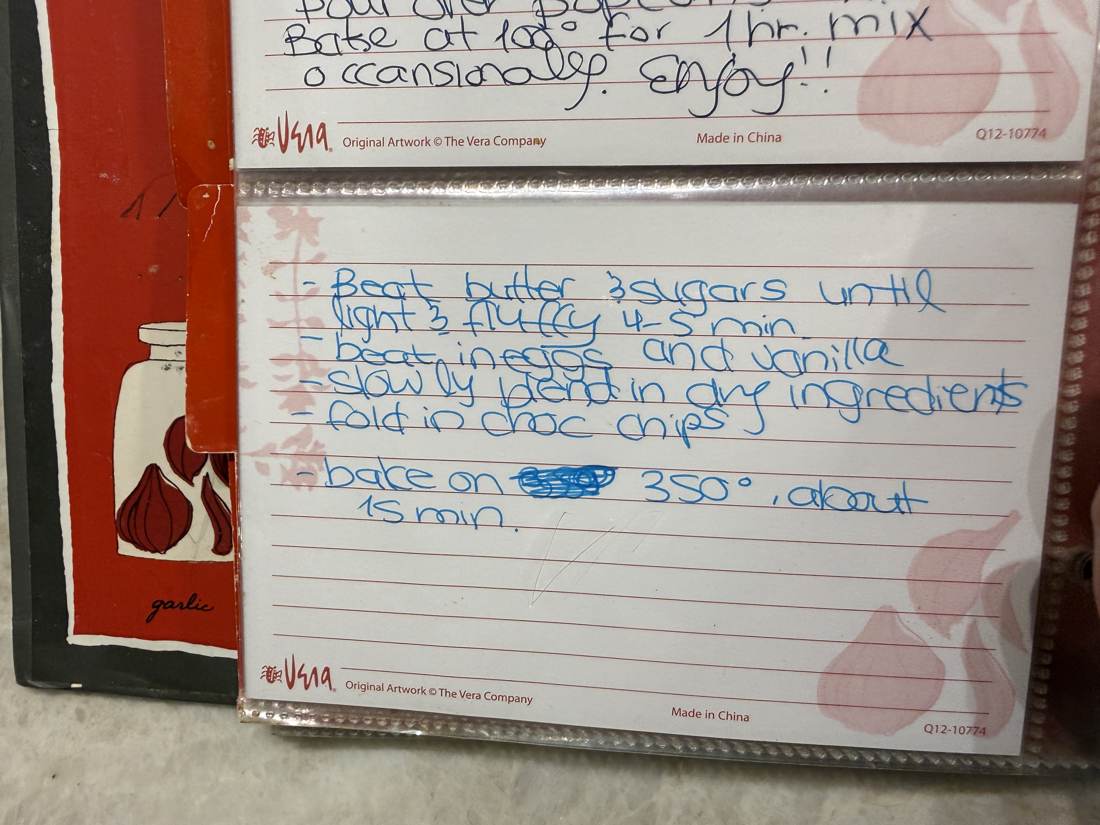 Bake at 100° for 1 hr. mix
occansionaly. Enjoy!!
Vera
Original Artwork © The Vera Company
Made in China
Q12-10774
- Beat butter & sugars until
light & fluffy 4-5 min
- beat in eggs and vanilla
- slowly blend in dry ingredients
- fold in choc chips
- bake on 350°, about
15 min.
garlic
Vera
Original Artwork © The Vera Company
Made in China
Q12-10774